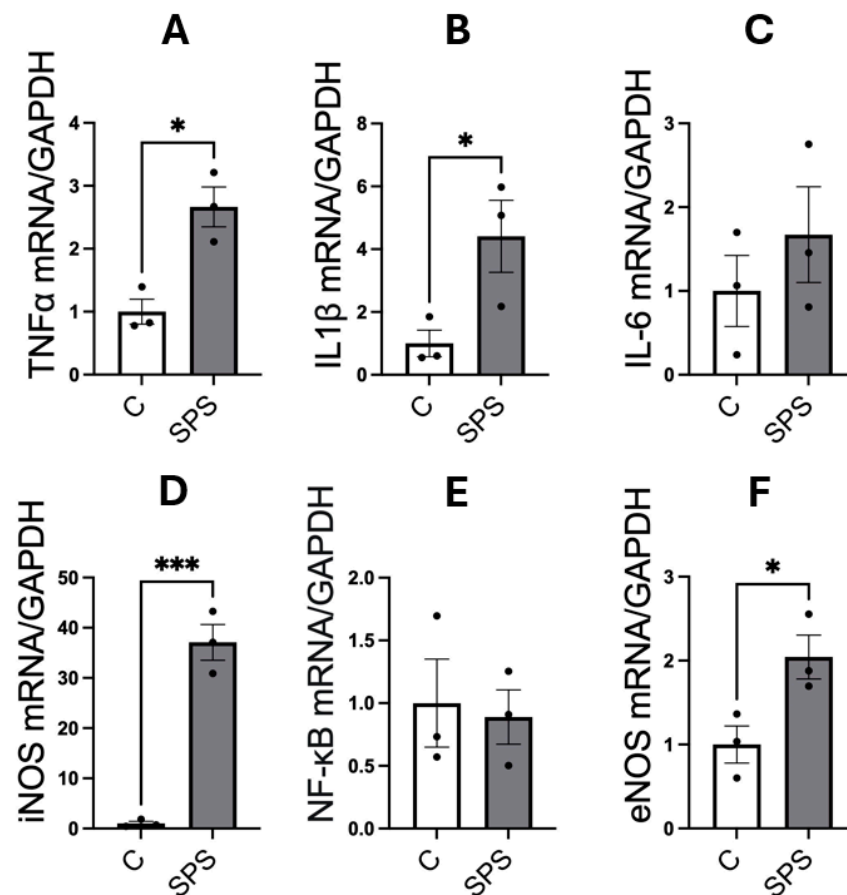 A
TNFα mRNA/GAPDH
4
3
2
1
0
*
C
SPS
B
IL1β mRNA/GAPDH
8
6
4
2
0
*
C
SPS
C
IL-6 mRNA/GAPDH
3
2
1
0
C
SPS
D
iNOS mRNA/GAPDH
50
40
30
20
10
0
***
C
SPS
E
NF-κB mRNA/GAPDH
2.0
1.5
1.0
0.5
0.0
C
SPS
F
eNOS mRNA/GAPDH
3
2
1
0
*
C
SPS